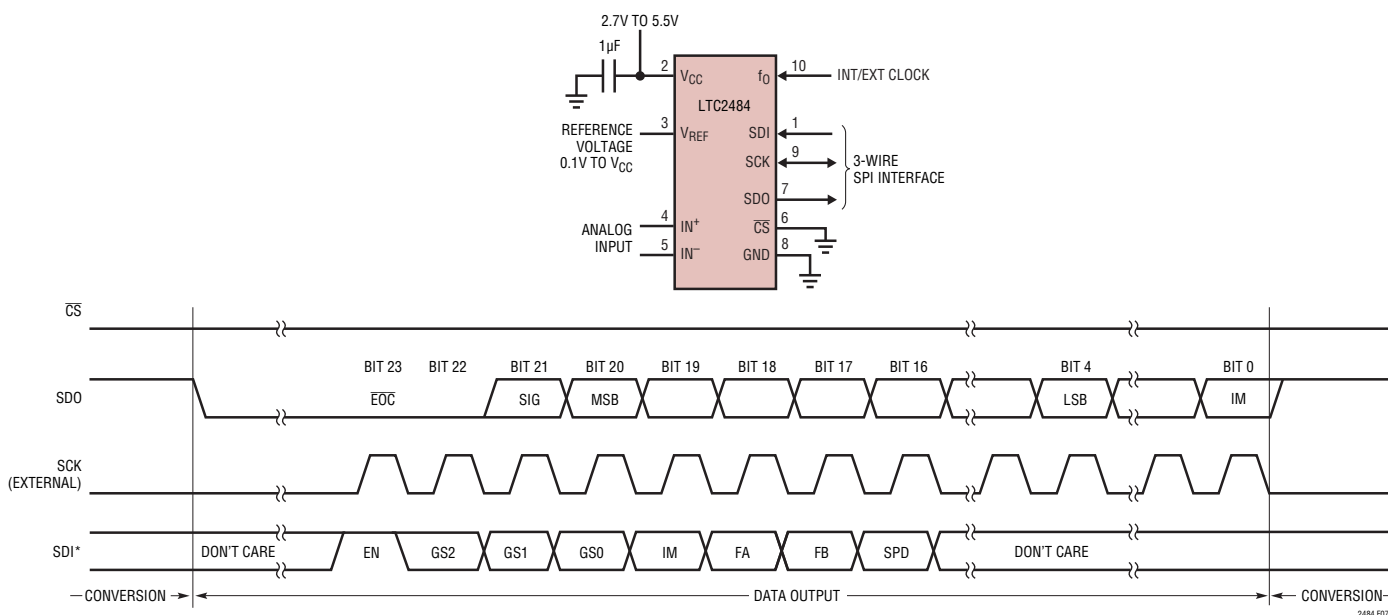 2.7V TO 5.5V
1µF
2 VCC
LTC2484
fO 10
INT/EXT CLOCK
REFERENCE
VOLTAGE
0.1V TO VCC
3 VREF
SDI 1
SCK 9
SDO 7
3-WIRE
SPI INTERFACE
ANALOG
INPUT
4 IN+
5 IN–
CS 6
GND 8
CS
BIT 23 BIT 22 BIT 21 BIT 20 BIT 19 BIT 18 BIT 17 BIT 16 BIT 4 BIT 0
SDO EOC SIG MSB LSB IM
SCK
(EXTERNAL)
SDI* DON'T CARE EN GS2 GS1 GS0 IM FA FB SPD DON'T CARE
CONVERSION DATA OUTPUT CONVERSION
2484 F07